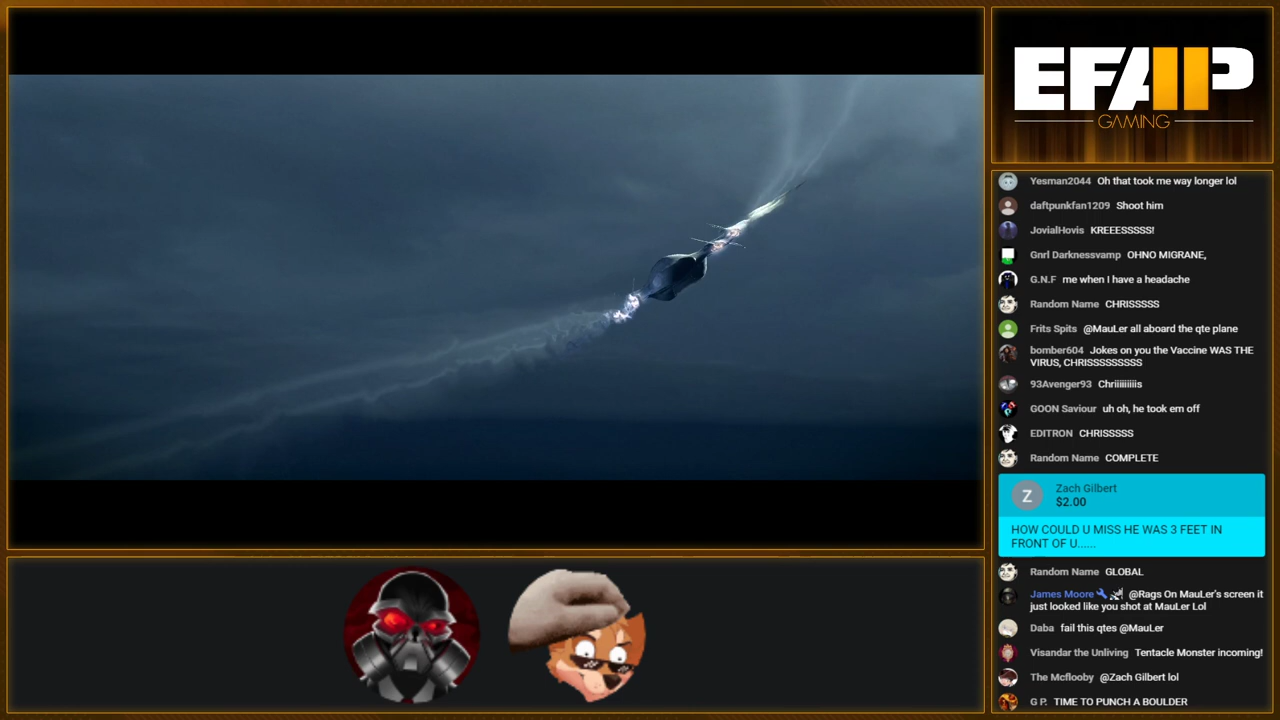 EFAIIP
GAMING
Yesman2044 Oh that took me way longer lol
daftpunkfan1209 Shoot him
JovialHovis KREEESSSSS!
Gnrl Darknessvamp OHNO MIGRANE,
G.N.F me when I have a headache
Random Name CHRISSSSS
Frits Spits @MauLer all aboard the qte plane
bomber604 Jokes on you the Vaccine WAS THE
VIRUS, CHRISSSSSSSSS
93Avenger93 Chriiiiiiiiis
GOON Saviour uh oh, he took em off
EDITRON CHRISSSSS
Random Name COMPLETE
Z
Zach Gilbert
$2.00
HOW COULD U MISS HE WAS 3 FEET IN
FRONT OF U......
Random Name GLOBAL
James Moore @Rags On MauLer's screen it
just looked like you shot at MauLer Lol
Daba fail this qtes @MauLer
Visandar the Unliving Tentacle Monster incoming!
The Mcflooby @Zach Gilbert lol
G P. TIME TO PUNCH A BOULDER